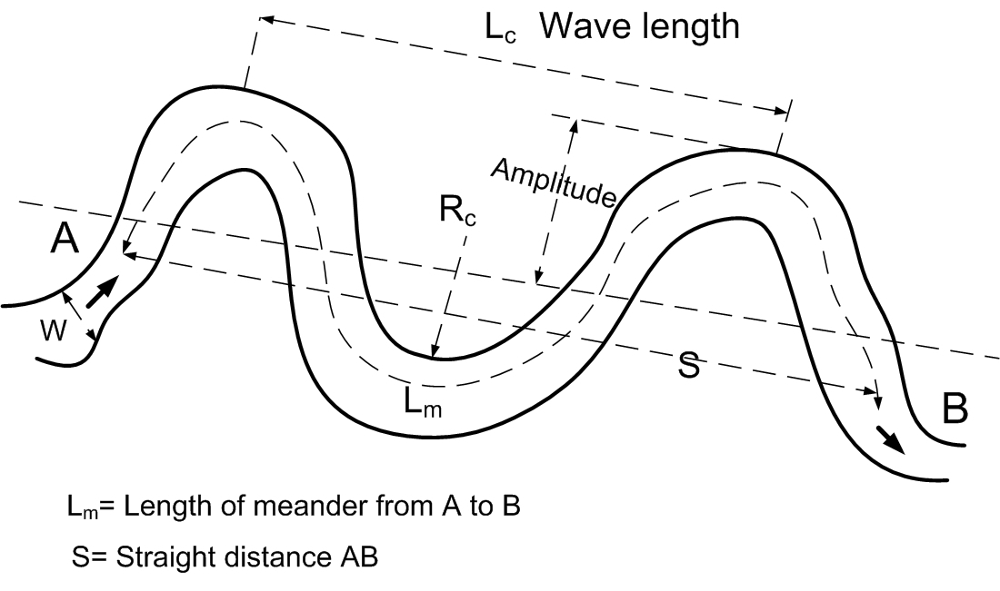 Lc Wave length
Amplitude
Rc
A
W
S
Lm
B
Lm= Length of meander from A to B
S= Straight distance AB